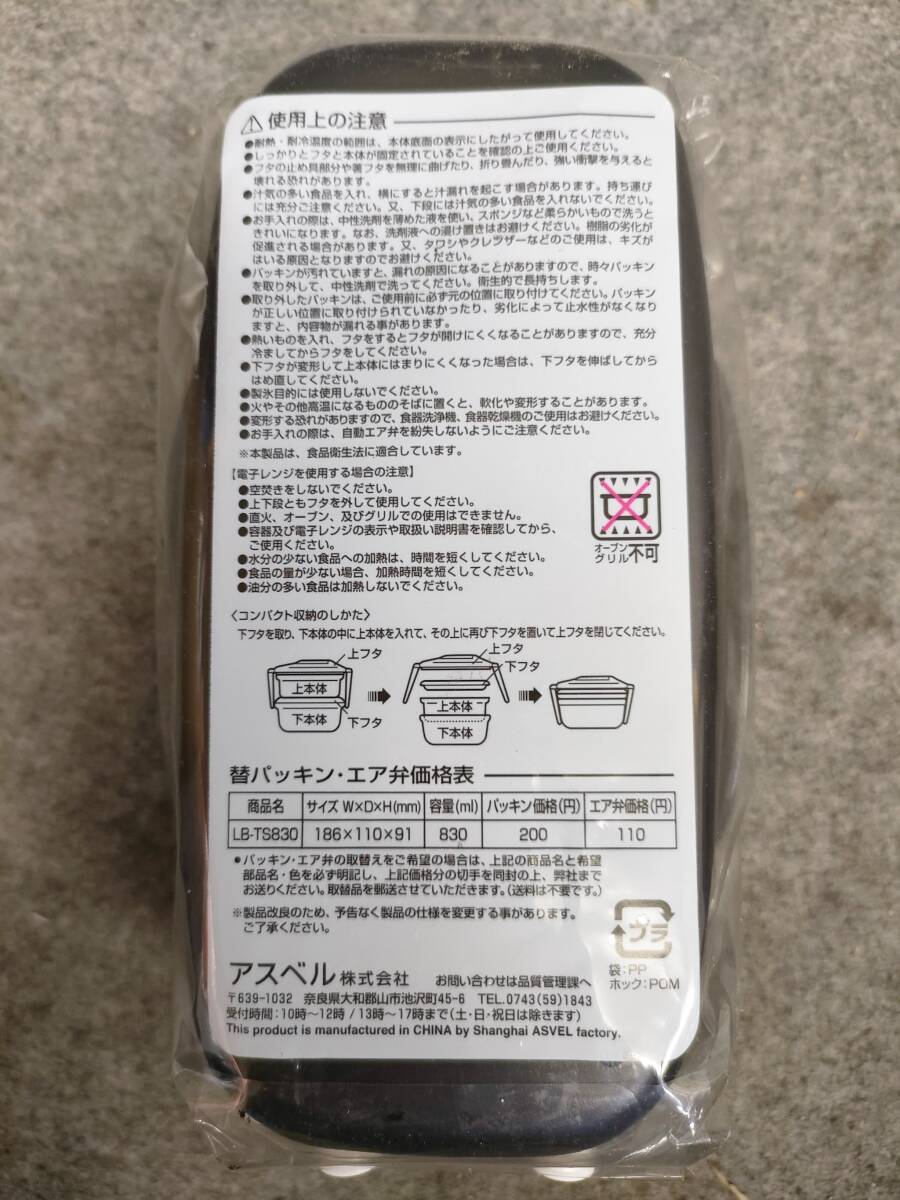 ⚠使用上の注意
●耐熱・耐冷温度の範囲は、本体底面の表示にしたがって使用してください。
●しっかりとフタと本体が固定されていることを確認の上ご使用ください。
●フタの止め具部分や箸フタを無理に曲げたり、折り畳んだり、強い衝撃を与えると
壊れる恐れがあります。
●汁気の多い食品を入れ、横にすると汁漏れを起こす場合があります。持ち運び
には充分ご注意ください。又、下段には汁気の多い食品を入れないでください。
●お手入れの際は、中性洗剤を薄めた液を使い、スポンジなど柔らかいもので洗うと
きれいになります。なお、洗剤液への漬け置きはお避けください。樹脂の劣化が
促進される場合があります。又、タワシやクレンザーなどのご使用は、キズが
はいる原因となりますのでお避けください。
●パッキンが汚れていますと、漏れの原因になることがありますので、時々パッキン
を取り外して、中性洗剤で洗ってください。衛生的で長持ちします。
●取り外したパッキンは、ご使用前に必ず元の位置に取り付けてください。パッキン
が正しい位置に取り付けられていなかったり、劣化によって止水性がなくなり
ますと、内容物が漏れる事があります。
●熱いものを入れ、フタをするとフタが開けにくくなることがありますので、充分
冷ましてからフタをしてください。
●下フタが変形して上本体にはまりにくくなった場合は、下フタを伸ばしてから
はめ直してください。
●製氷目的には使用しないでください。
●火やその他高温になるもののそばに置くと、軟化や変形することがあります。
●変形する恐れがありますので、食器洗浄機、食器乾燥機のご使用はお避けください。
●お手入れの際は、自動エア弁を紛失しないようにご注意ください。
※本製品は、食品衛生法に適合しています。
【電子レンジを使用する場合の注意】
●空焚きをしないでください。
●上下段ともフタを外して使用してください。
●直火、オーブン、及びグリルでの使用はできません。
●容器及び電子レンジの表示や取扱い説明書を確認してから、
ご使用ください。
●水分の少ない食品への加熱は、時間を短くしてください。
●食品の量が少ない場合、加熱時間を短くしてください。
●油分の多い食品は加熱しないでください。
オーブン
グリル不可
〈コンパクト収納のしかた〉
下フタを取り、下本体の中に上本体を入れて、その上に再び下フタを置いて上フタを閉じてください。
上フタ
上本体
下本体
下フタ
上フタ
下フタ
上本体
下本体
替パッキン・エア弁価格表
商品名 サイズ W×D×H(mm) 容量(ml) パッキン価格(円) エア弁価格(円)
LB-TS830 186×110×91 830 200 110
●パッキン・エア弁の取替えをご希望の場合は、上記の商品名と希望
部品名・色を必ず明記し、上記価格分の切手を同封の上、弊社まで
お送りください。取替品を郵送させていただきます。(送料は不要です。)
※製品改良のため、予告なく製品の仕様を変更する事があります。
ご了承ください。
プラ
袋:PP
ホック:POM
アスベル株式会社 お問い合わせは品質管理課へ
〒639-1032 奈良県大和郡山市池沢町45-6 TEL.0743(59)1843
受付時間:10時〜12時 / 13時〜17時まで(土・日・祝日は除きます)
This product is manufactured in CHINA by Shanghai ASVEL factory.